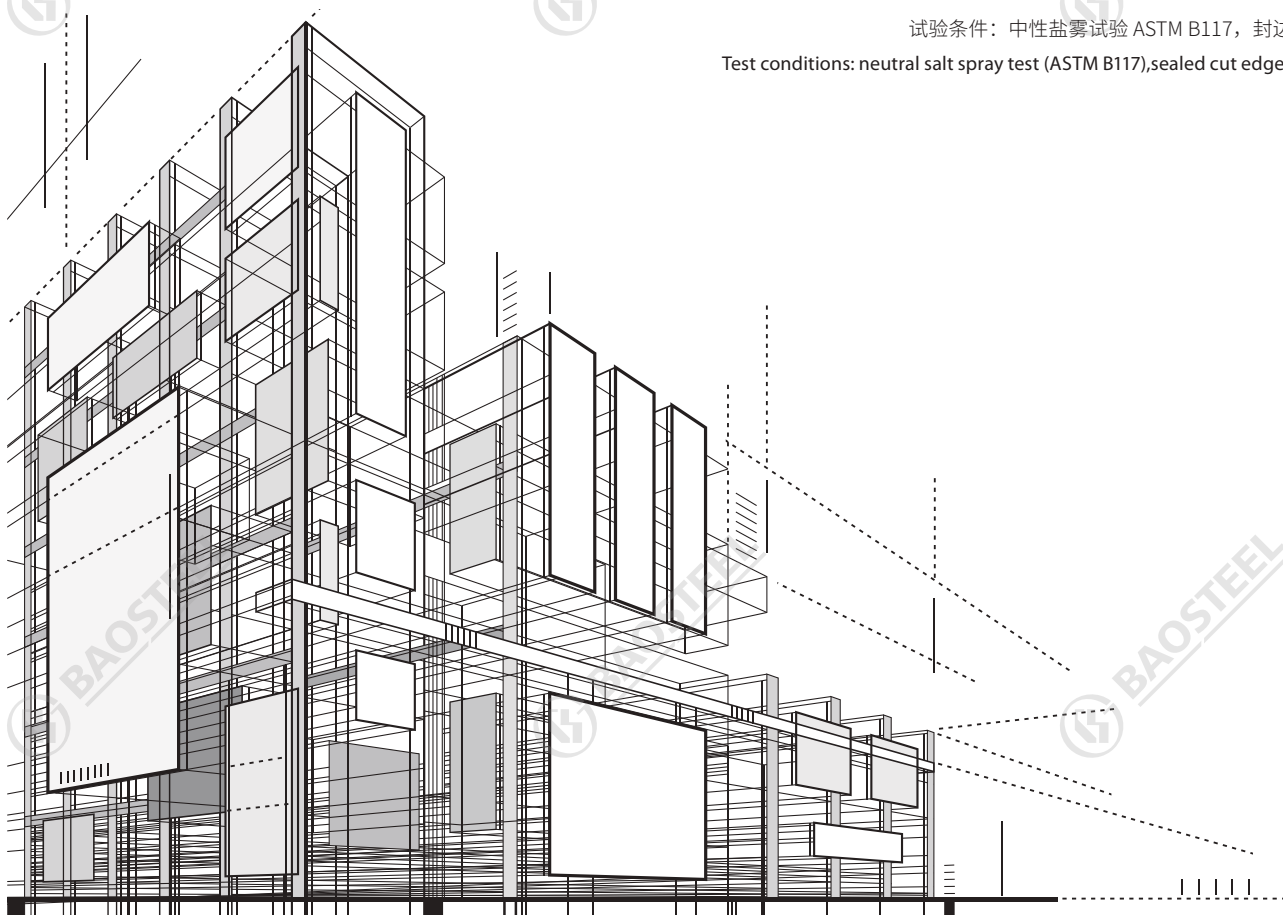 试验条件：中性盐雾试验 ASTM B117，封边
Test conditions: neutral salt spray test (ASTM B117),sealed cut edge
BAOSTEEL
BAOSTEEL
BAOSTEEL